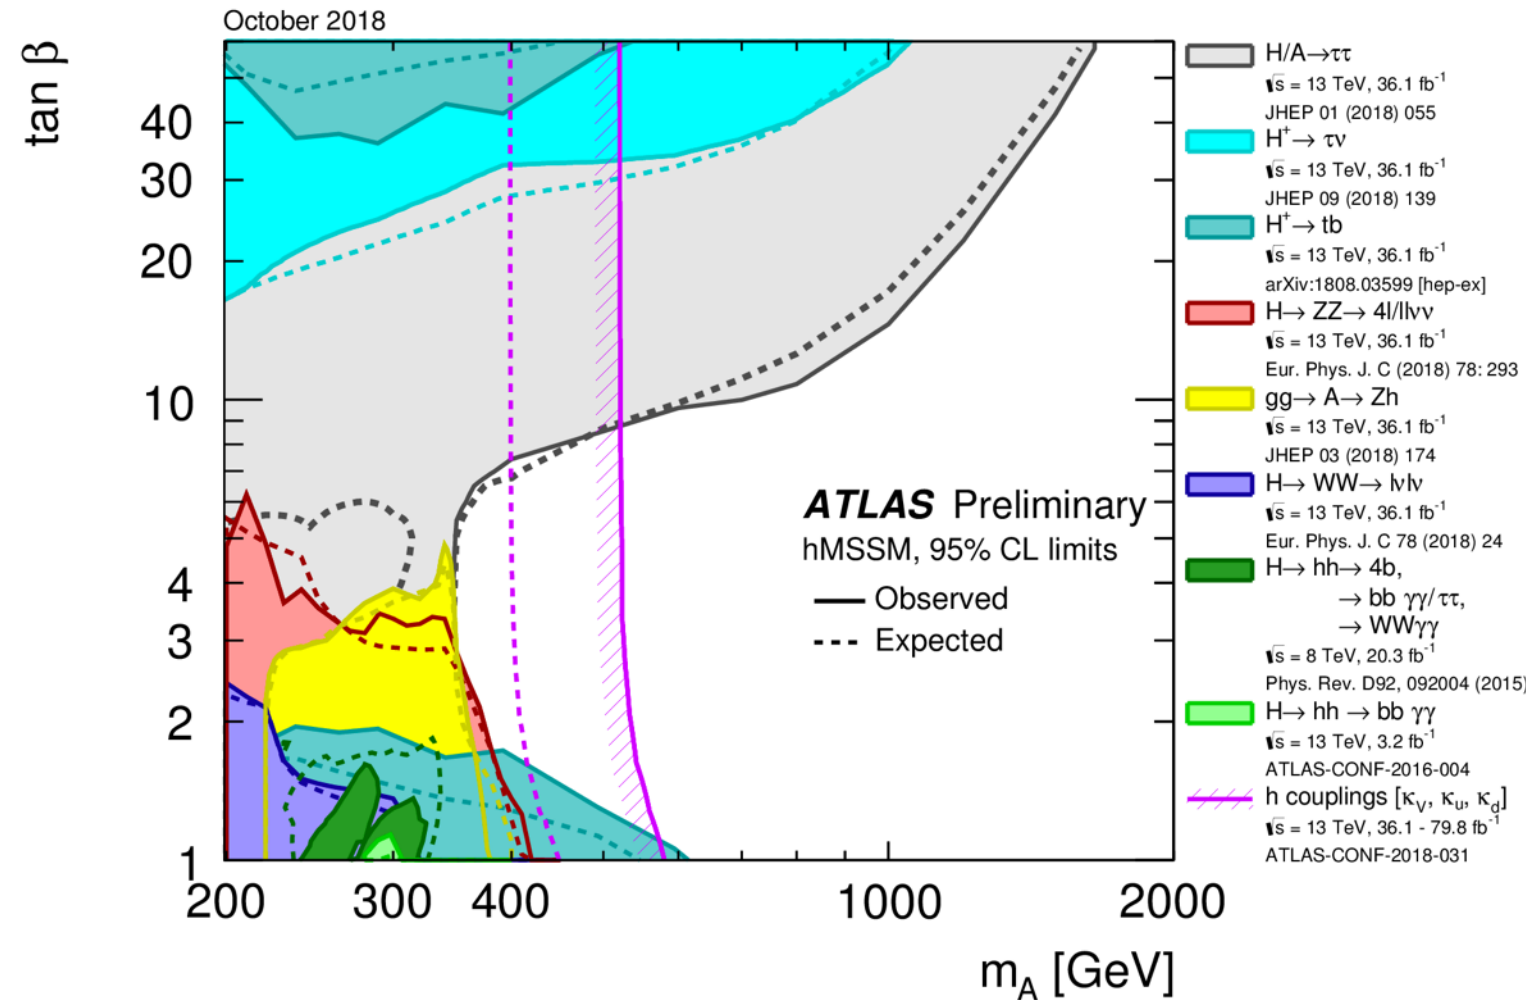 October 2018
tan β
40
30
20
10
4
3
2
1
200
300
400
1000
2000
m_A [GeV]
ATLAS Preliminary
hMSSM, 95% CL limits
Observed
Expected
H/A→ττ
√s = 13 TeV, 36.1 fb⁻¹
JHEP 01 (2018) 055
H⁺→ τν
√s = 13 TeV, 36.1 fb⁻¹
JHEP 09 (2018) 139
H⁺→ tb
√s = 13 TeV, 36.1 fb⁻¹
arXiv:1808.03599 [hep-ex]
H→ ZZ→ 4l/llνν
√s = 13 TeV, 36.1 fb⁻¹
Eur. Phys. J. C (2018) 78: 293
gg→ A→ Zh
√s = 13 TeV, 36.1 fb⁻¹
JHEP 03 (2018) 174
H→ WW→ lνlν
√s = 13 TeV, 36.1 fb⁻¹
Eur. Phys. J. C 78 (2018) 24
H→ hh→ 4b,
→ bb γγ/ττ,
→ WWγγ
√s = 8 TeV, 20.3 fb⁻¹
Phys. Rev. D92, 092004 (2015)
H→ hh → bb γγ
√s = 13 TeV, 3.2 fb⁻¹
ATLAS-CONF-2016-004
h couplings [κ_V, κ_u, κ_d]
√s = 13 TeV, 36.1 - 79.8 fb⁻¹
ATLAS-CONF-2018-031